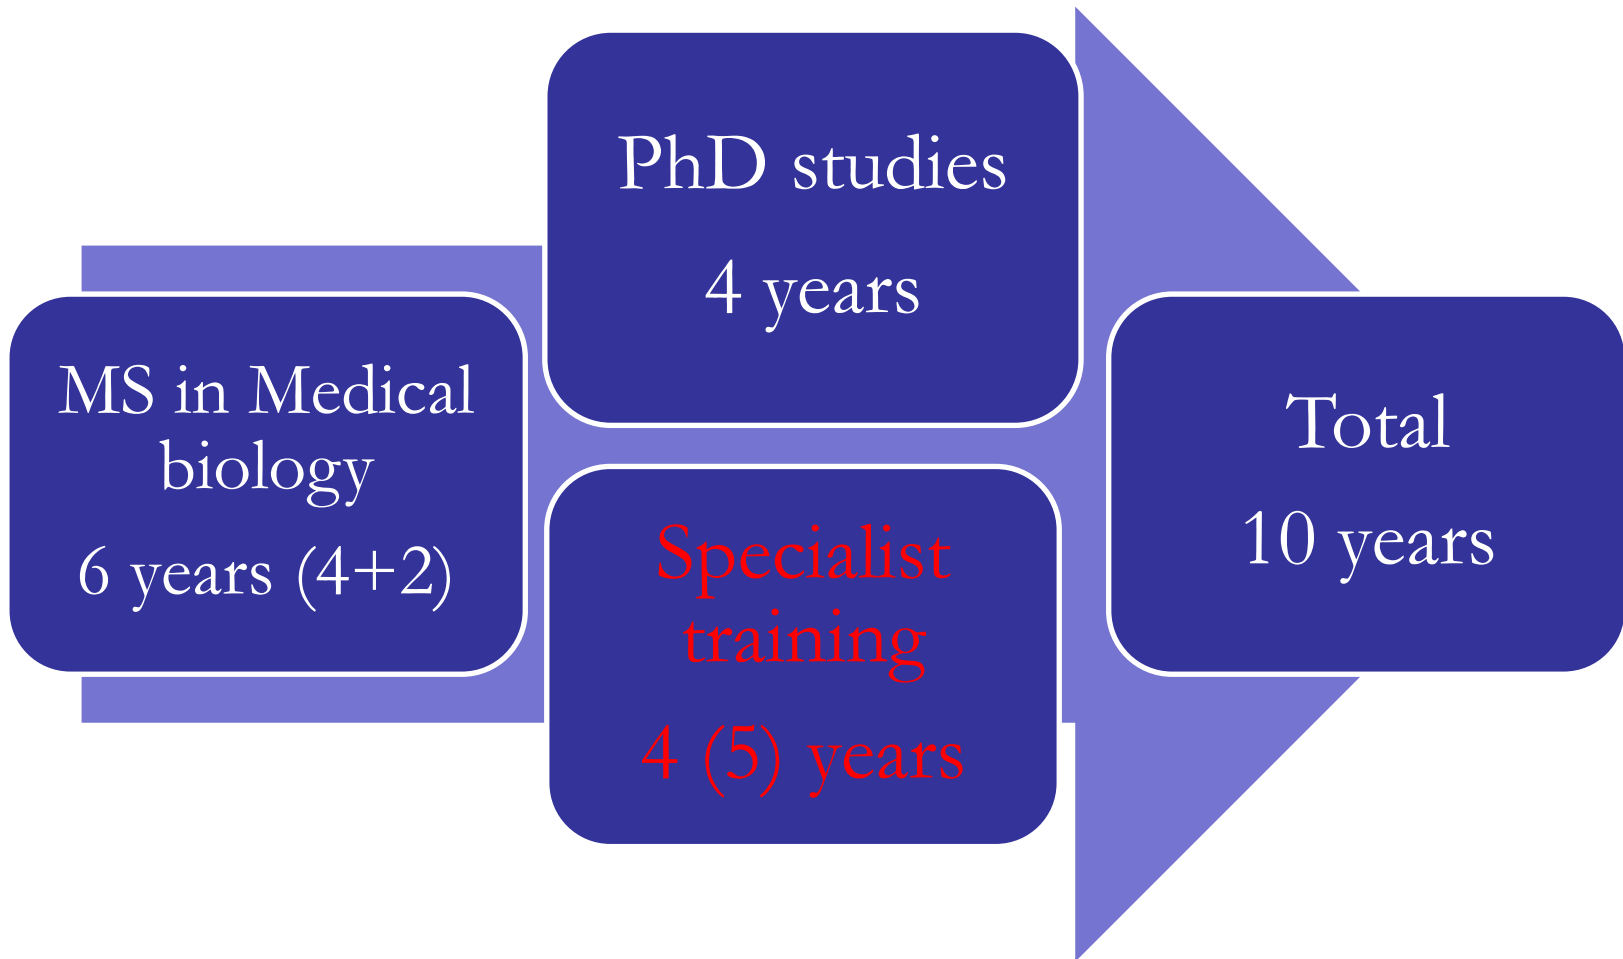 MS in Medical
biology
6 years (4+2)
PhD studies
4 years
Specialist
training
4 (5) years
Total
10 years